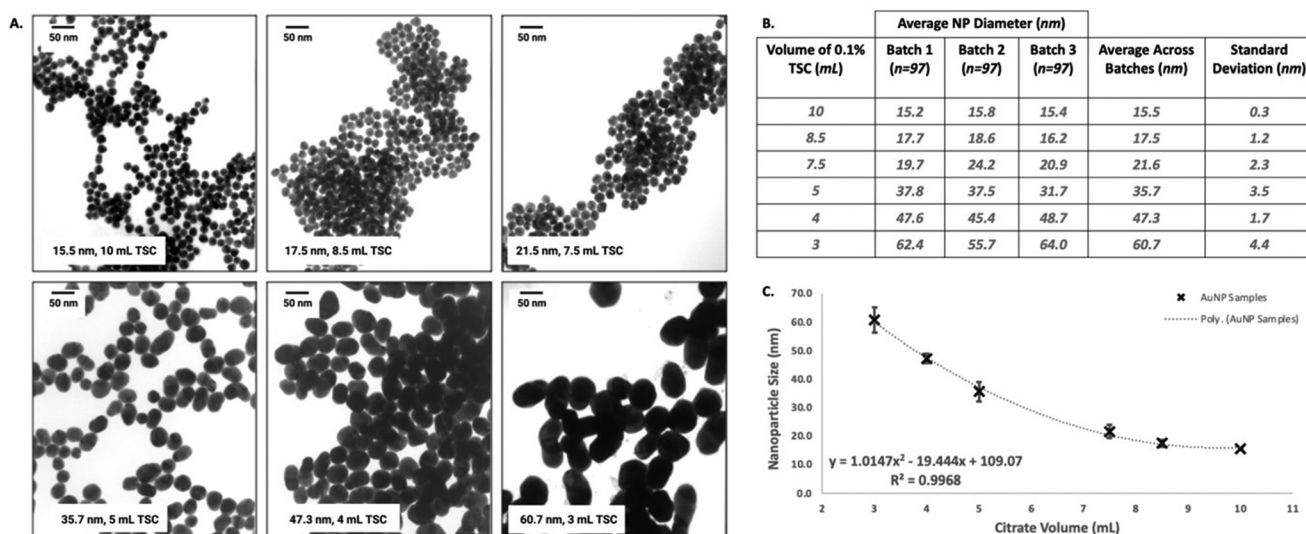 A.
50 nm
50 nm
50 nm
15.5 nm, 10 mL TSC
17.5 nm, 8.5 mL TSC
21.5 nm, 7.5 mL TSC
50 nm
50 nm
50 nm
35.7 nm, 5 mL TSC
47.3 nm, 4 mL TSC
60.7 nm, 3 mL TSC
B.
Average NP Diameter (nm)
Volume of 0.1% TSC (mL) Batch 1 (n=97) Batch 2 (n=97) Batch 3 (n=97) Average Across Batches (nm) Standard Deviation (nm)
10 15.2 15.8 15.4 15.5 0.3
8.5 17.7 18.6 16.2 17.5 1.2
7.5 19.7 24.2 20.9 21.6 2.3
5 37.8 37.5 31.7 35.7 3.5
4 47.6 45.4 48.7 47.3 1.7
3 62.4 55.7 64.0 60.7 4.4
C.
70.0
60.0
50.0
40.0
30.0
20.0
10.0
0.0
Nanoparticle Size (nm)
AuNP Samples
Poly. (AuNP Samples)
y = 1.0147x² - 19.444x + 109.07
R² = 0.9968
2 3 4 5 6 7 8 9 10 11
Citrate Volume (mL)